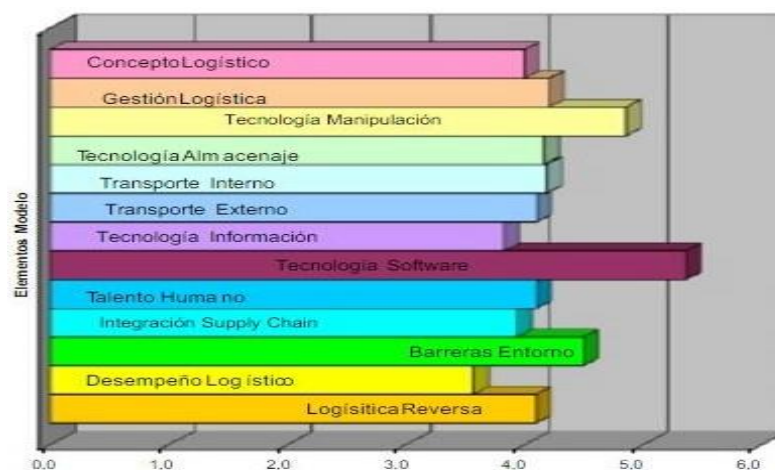 Concepto Logístico
Gestión Logística
Tecnología Manipulación
Tecnología Almacenaje
Transporte Interno
Transporte Externo
Tecnología Información
Tecnología Software
Talento Humano
Integración Supply Chain
Barreras Entorno
Desempeño Logístico
Logísitica Reversa
Elementos Modelo
0.0 1.0 2.0 3.0 4.0 5.0 6.0